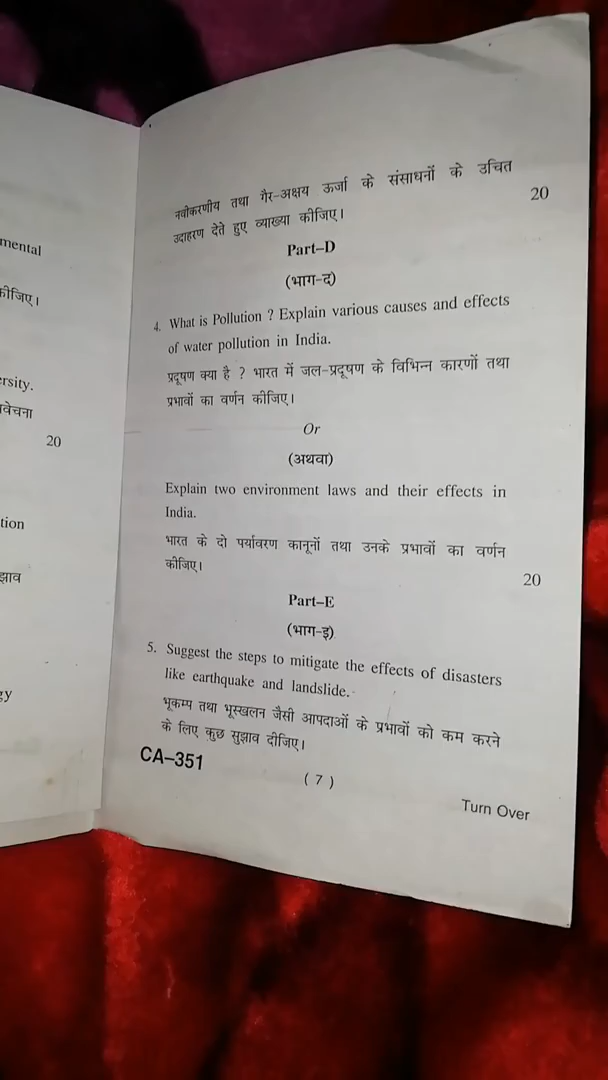 mental
कीजिए।
ersity.
वेचना
20
tion
झाव
gy
नवीकरणीय तथा गैर-अक्षय ऊर्जा के संसाधनों के उचित
उदाहरण देते हुए व्याख्या कीजिए।
20
Part–D
(भाग-द)
4. What is Pollution ? Explain various causes and effects
of water pollution in India.
प्रदूषण क्या है ? भारत में जल-प्रदूषण के विभिन्न कारणों तथा
प्रभावों का वर्णन कीजिए।
Or
(अथवा)
Explain two environment laws and their effects in
India.
भारत के दो पर्यावरण कानूनों तथा उनके प्रभावों का वर्णन
कीजिए।
20
Part–E
(भाग-इ)
5. Suggest the steps to mitigate the effects of disasters
like earthquake and landslide.
भूकम्प तथा भूस्खलन जैसी आपदाओं के प्रभावों को कम करने
के लिए कुछ सुझाव दीजिए।
CA–351
( 7 )
Turn Over